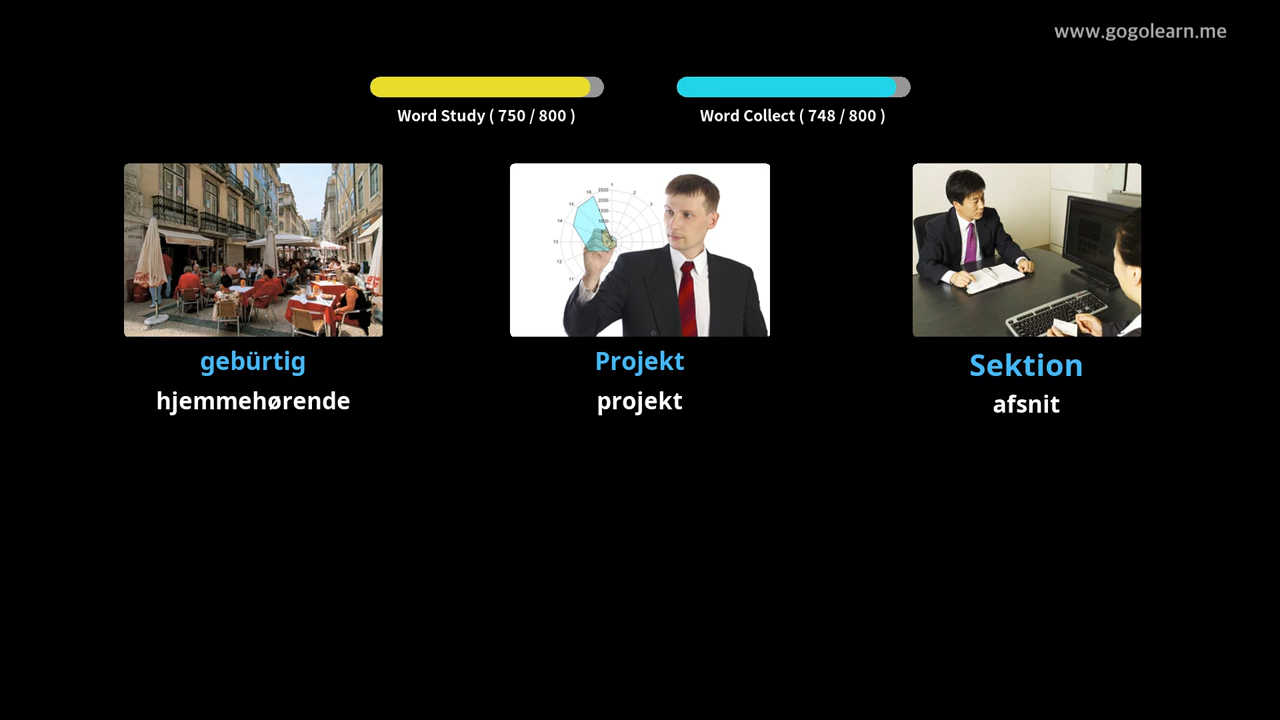 www.gogolearn.me
Word Study ( 750 / 800 )
Word Collect ( 748 / 800 )
gebürtig
hjemmehørende
Projekt
projekt
Sektion
afsnit